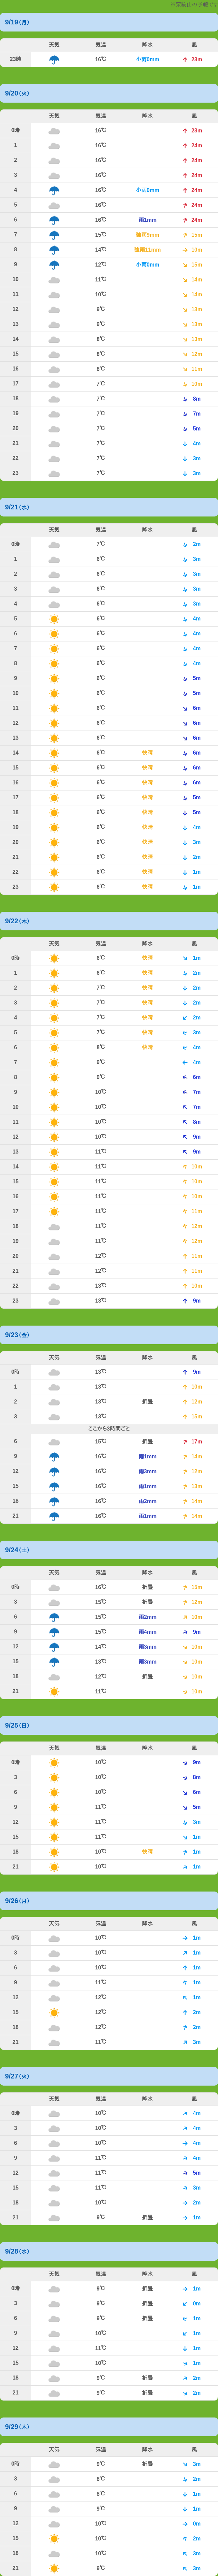 9/19(月)
天気 気温 降水 風
23時 16℃ 小雨0mm 23m
9/20(火)
天気 気温 降水 風
0時 16℃ 23m
1 16℃ 24m
2 16℃ 24m
3 16℃ 24m
4 16℃ 小雨0mm 24m
5 16℃ 24m
6 16℃ 雨1mm 24m
7 15℃ 強雨9mm 15m
8 14℃ 強雨11mm 10m
9 12℃ 小雨0mm 15m
10 11℃ 14m
11 10℃ 14m
12 9℃ 13m
13 9℃ 13m
14 8℃ 13m
15 8℃ 12m
16 8℃ 11m
17 7℃ 10m
18 7℃ 8m
19 7℃ 7m
20 7℃ 5m
21 7℃ 4m
22 7℃ 3m
23 7℃ 3m
9/21(水)
天気 気温 降水 風
0時 7℃ 2m
1 6℃ 3m
2 6℃ 3m
3 6℃ 3m
4 6℃ 3m
5 6℃ 4m
6 6℃ 4m
7 6℃ 4m
8 6℃ 4m
9 6℃ 5m
10 6℃ 5m
11 6℃ 6m
12 6℃ 6m
13 6℃ 6m
14 6℃ 快晴 6m
15 6℃ 快晴 6m
16 6℃ 快晴 6m
17 6℃ 快晴 5m
18 6℃ 快晴 5m
19 6℃ 快晴 4m
20 6℃ 快晴 3m
21 6℃ 快晴 2m
22 6℃ 快晴 1m
23 6℃ 快晴 1m
9/22(木)
天気 気温 降水 風
0時 6℃ 快晴 1m
1 6℃ 快晴 2m
2 7℃ 快晴 2m
3 7℃ 快晴 2m
4 7℃ 快晴 2m
5 7℃ 快晴 3m
6 8℃ 快晴 4m
7 9℃ 4m
8 9℃ 6m
9 10℃ 7m
10 10℃ 7m
11 10℃ 8m
12 10℃ 9m
13 11℃ 9m
14 11℃ 10m
15 11℃ 10m
16 11℃ 10m
17 11℃ 11m
18 11℃ 12m
19 11℃ 12m
20 12℃ 11m
21 12℃ 11m
22 13℃ 10m
23 13℃ 9m
9/23(金)
天気 気温 降水 風
0時 13℃ 9m
1 13℃ 10m
2 13℃ 折曇 12m
3 13℃ 15m
ここから3時間ごと
6 15℃ 折曇 17m
9 16℃ 雨1mm 14m
12 16℃ 雨3mm 12m
15 16℃ 雨1mm 13m
18 16℃ 雨2mm 14m
21 16℃ 雨1mm 14m
9/24(土)
天気 気温 降水 風
0時 16℃ 折曇 15m
3 15℃ 折曇 12m
6 15℃ 雨2mm 10m
9 15℃ 雨4mm 9m
12 14℃ 雨3mm 10m
15 13℃ 雨3mm 10m
18 12℃ 折曇 10m
21 11℃ 10m
9/25(日)
天気 気温 降水 風
0時 10℃ 9m
3 10℃ 8m
6 10℃ 6m
9 11℃ 5m
12 11℃ 3m
15 11℃ 1m
18 10℃ 快晴 1m
21 10℃ 1m
9/26(月)
天気 気温 降水 風
0時 10℃ 1m
3 10℃ 1m
6 10℃ 1m
9 11℃ 1m
12 12℃ 1m
15 12℃ 2m
18 12℃ 2m
21 11℃ 3m
9/27(火)
天気 気温 降水 風
0時 10℃ 4m
3 10℃ 4m
6 10℃ 4m
9 11℃ 4m
12 11℃ 5m
15 11℃ 3m
18 10℃ 2m
21 9℃ 折曇 1m
9/28(水)
天気 気温 降水 風
0時 9℃ 折曇 1m
3 9℃ 折曇 0m
6 9℃ 折曇 1m
9 10℃ 1m
12 11℃ 1m
15 10℃ 1m
18 9℃ 折曇 2m
21 9℃ 折曇 2m
9/29(木)
天気 気温 降水 風
0時 9℃ 折曇 3m
3 8℃ 2m
6 8℃ 1m
9 9℃ 1m
12 10℃ 0m
15 10℃ 2m
18 10℃ 3m
21 9℃ 3m